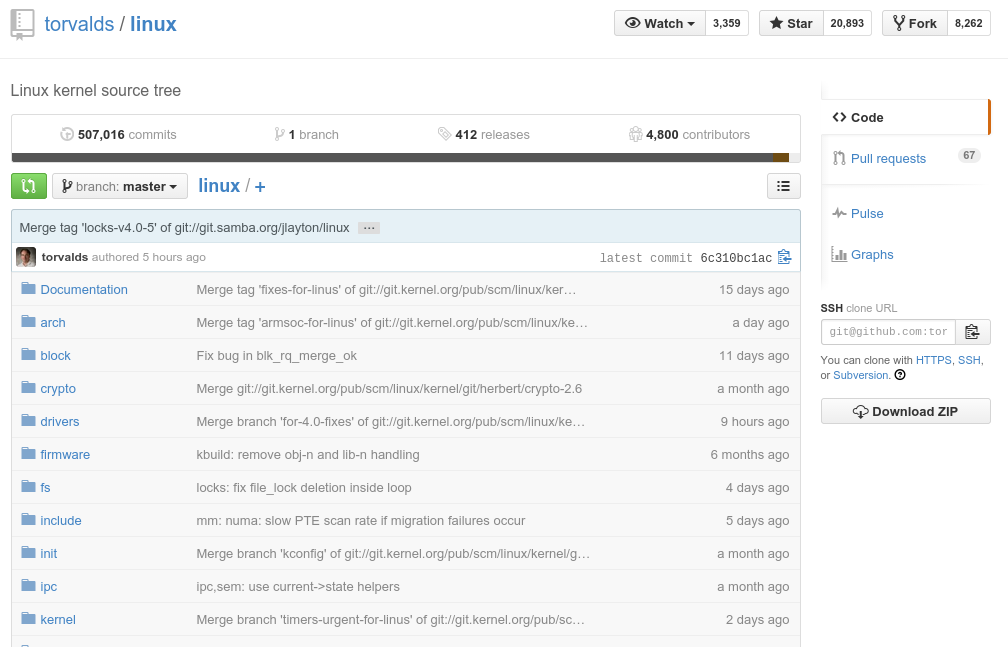 torvalds / linux
Watch 3,359 Star 20,893 Fork 8,262
Linux kernel source tree
507,016 commits 1 branch 412 releases 4,800 contributors
branch: master linux / +
Merge tag 'locks-v4.0-5' of git://git.samba.org/jlayton/linux ...
torvalds authored 5 hours ago latest commit 6c310bc1ac
Documentation Merge tag 'fixes-for-linus' of git://git.kernel.org/pub/scm/linux/ker… 15 days ago
arch Merge tag 'armsoc-for-linus' of git://git.kernel.org/pub/scm/linux/ke… a day ago
block Fix bug in blk_rq_merge_ok 11 days ago
crypto Merge git://git.kernel.org/pub/scm/linux/kernel/git/herbert/crypto-2.6 a month ago
drivers Merge branch 'for-4.0-fixes' of git://git.kernel.org/pub/scm/linux/ke… 9 hours ago
firmware kbuild: remove obj-n and lib-n handling 6 months ago
fs locks: fix file_lock deletion inside loop 4 days ago
include mm: numa: slow PTE scan rate if migration failures occur 5 days ago
init Merge branch 'kconfig' of git://git.kernel.org/pub/scm/linux/kernel/g… a month ago
ipc ipc,sem: use current->state helpers a month ago
kernel Merge branch 'timers-urgent-for-linus' of git://git.kernel.org/pub/sc… 2 days ago
Code
Pull requests 67
Pulse
Graphs
SSH clone URL
git@github.com:tor
You can clone with HTTPS, SSH,
or Subversion.
Download ZIP